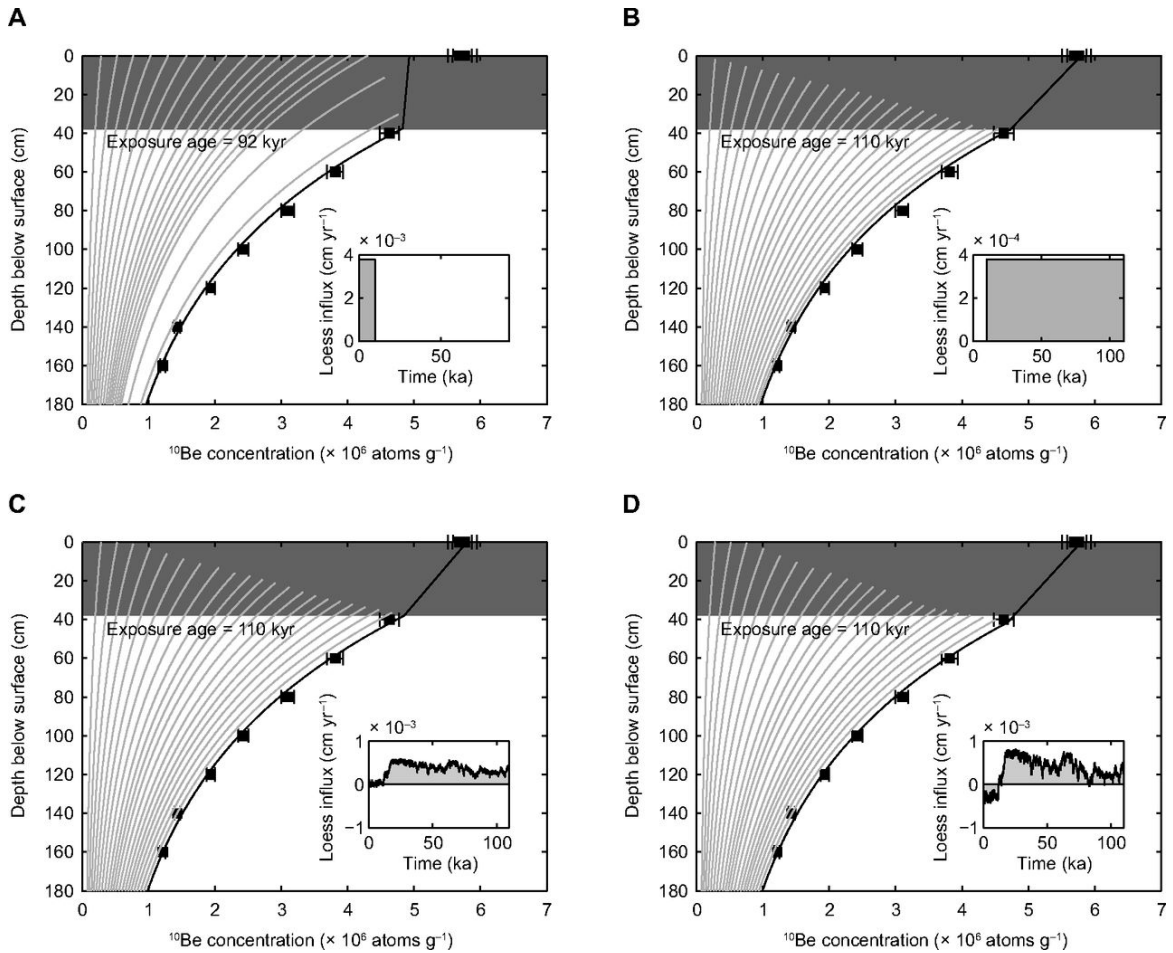 A
0
20
40
60
80
100
120
140
160
180
Depth below surface (cm)
Exposure age = 92 kyr
× 10⁻³
4
2
0
Loess influx (cm yr⁻¹)
0 50
Time (ka)
0 1 2 3 4 5 6 7
¹⁰Be concentration (× 10⁶ atoms g⁻¹)
B
0
20
40
60
80
100
120
140
160
180
Depth below surface (cm)
Exposure age = 110 kyr
× 10⁻⁴
4
2
0
Loess influx (cm yr⁻¹)
0 50 100
Time (ka)
0 1 2 3 4 5 6 7
¹⁰Be concentration (× 10⁶ atoms g⁻¹)
C
0
20
40
60
80
100
120
140
160
180
Depth below surface (cm)
Exposure age = 110 kyr
× 10⁻³
1
0
−1
Loess influx (cm yr⁻¹)
0 50 100
Time (ka)
0 1 2 3 4 5 6 7
¹⁰Be concentration (× 10⁶ atoms g⁻¹)
D
0
20
40
60
80
100
120
140
160
180
Depth below surface (cm)
Exposure age = 110 kyr
× 10⁻³
1
0
−1
Loess influx (cm yr⁻¹)
0 50 100
Time (ka)
0 1 2 3 4 5 6 7
¹⁰Be concentration (× 10⁶ atoms g⁻¹)